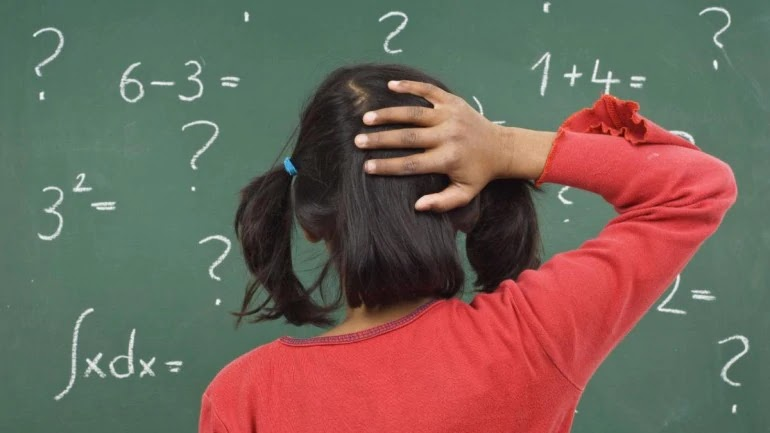 ? ? ?
6-3= 1+4=
?
3²= ?
?
2=
∫xdx= ?